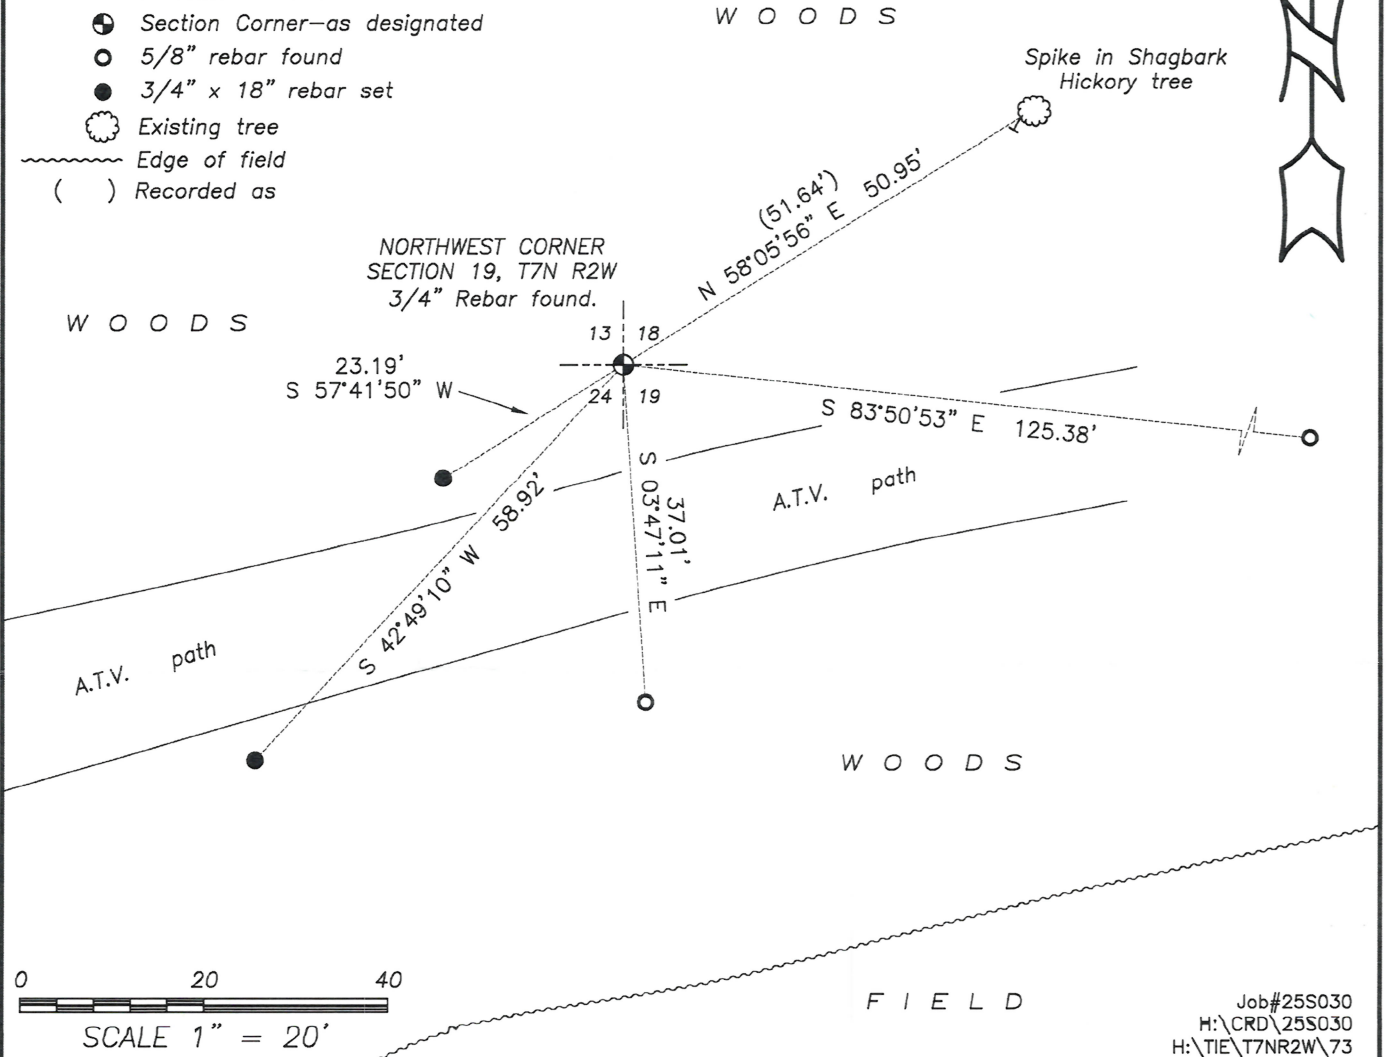 Section Corner—as designated
5/8" rebar found
3/4" x 18" rebar set
Existing tree
Edge of field
( ) Recorded as
WOODS
Spike in Shagbark
Hickory tree
(51.64')
N 58°05'56" E 50.95'
NORTHWEST CORNER
SECTION 19, T7N R2W
3/4" Rebar found.
WOODS
13 18
24 19
23.19'
S 57°41'50" W
S 83°50'53" E 125.38'
S 42°49'10" W 58.92'
37.01'
S 03°47'11" E
A.T.V. path
A.T.V. path
WOODS
FIELD
0 20 40
SCALE 1" = 20'
Job#25S030
H:\CRD\25S030
H:\TIE\T7NR2W\73